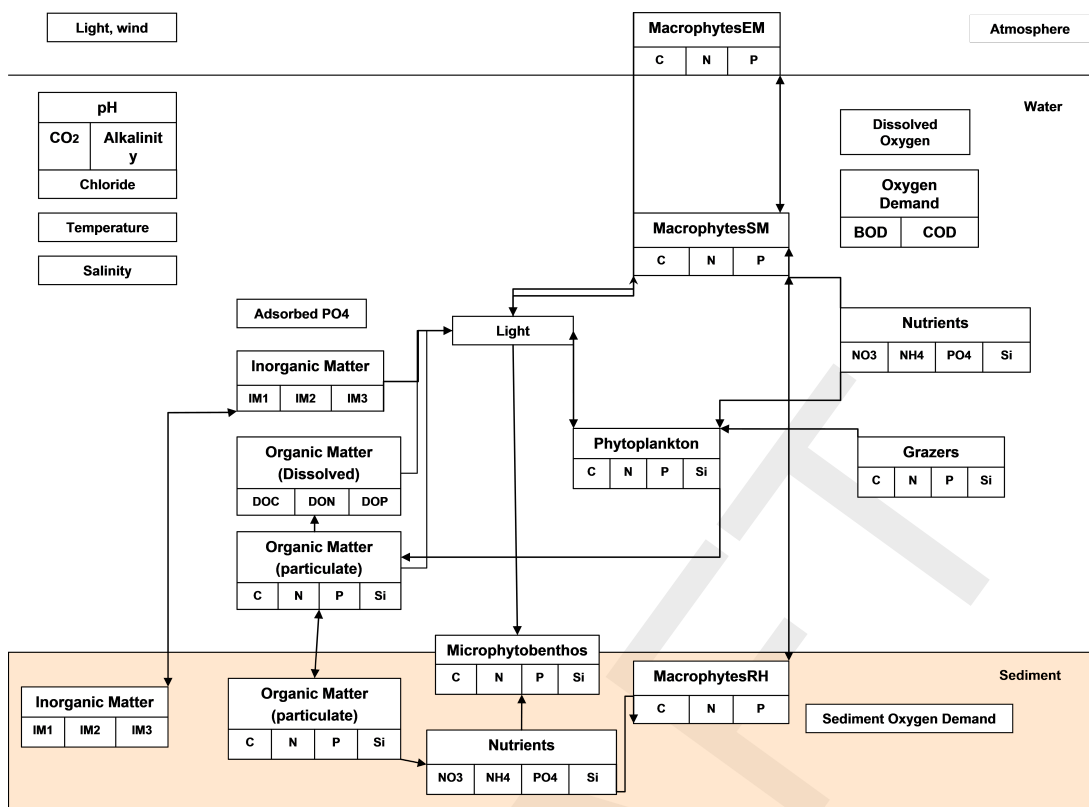 Light, wind
MacrophytesEM
C N P
Atmosphere
Water
pH
CO2 Alkalinit
y
Chloride
Temperature
Salinity
Dissolved
Oxygen
Oxygen
Demand
BOD COD
MacrophytesSM
C N P
Adsorbed PO4
Light
Nutrients
NO3 NH4 PO4 Si
Inorganic Matter
IM1 IM2 IM3
Phytoplankton
C N P Si
Grazers
C N P Si
Organic Matter
(Dissolved)
DOC DON DOP
Organic Matter
(particulate)
C N P Si
Microphytobenthos
C N P Si
MacrophytesRH
C N P
Sediment
Inorganic Matter
IM1 IM2 IM3
Organic Matter
(particulate)
C N P Si
Nutrients
NO3 NH4 PO4 Si
Sediment Oxygen Demand